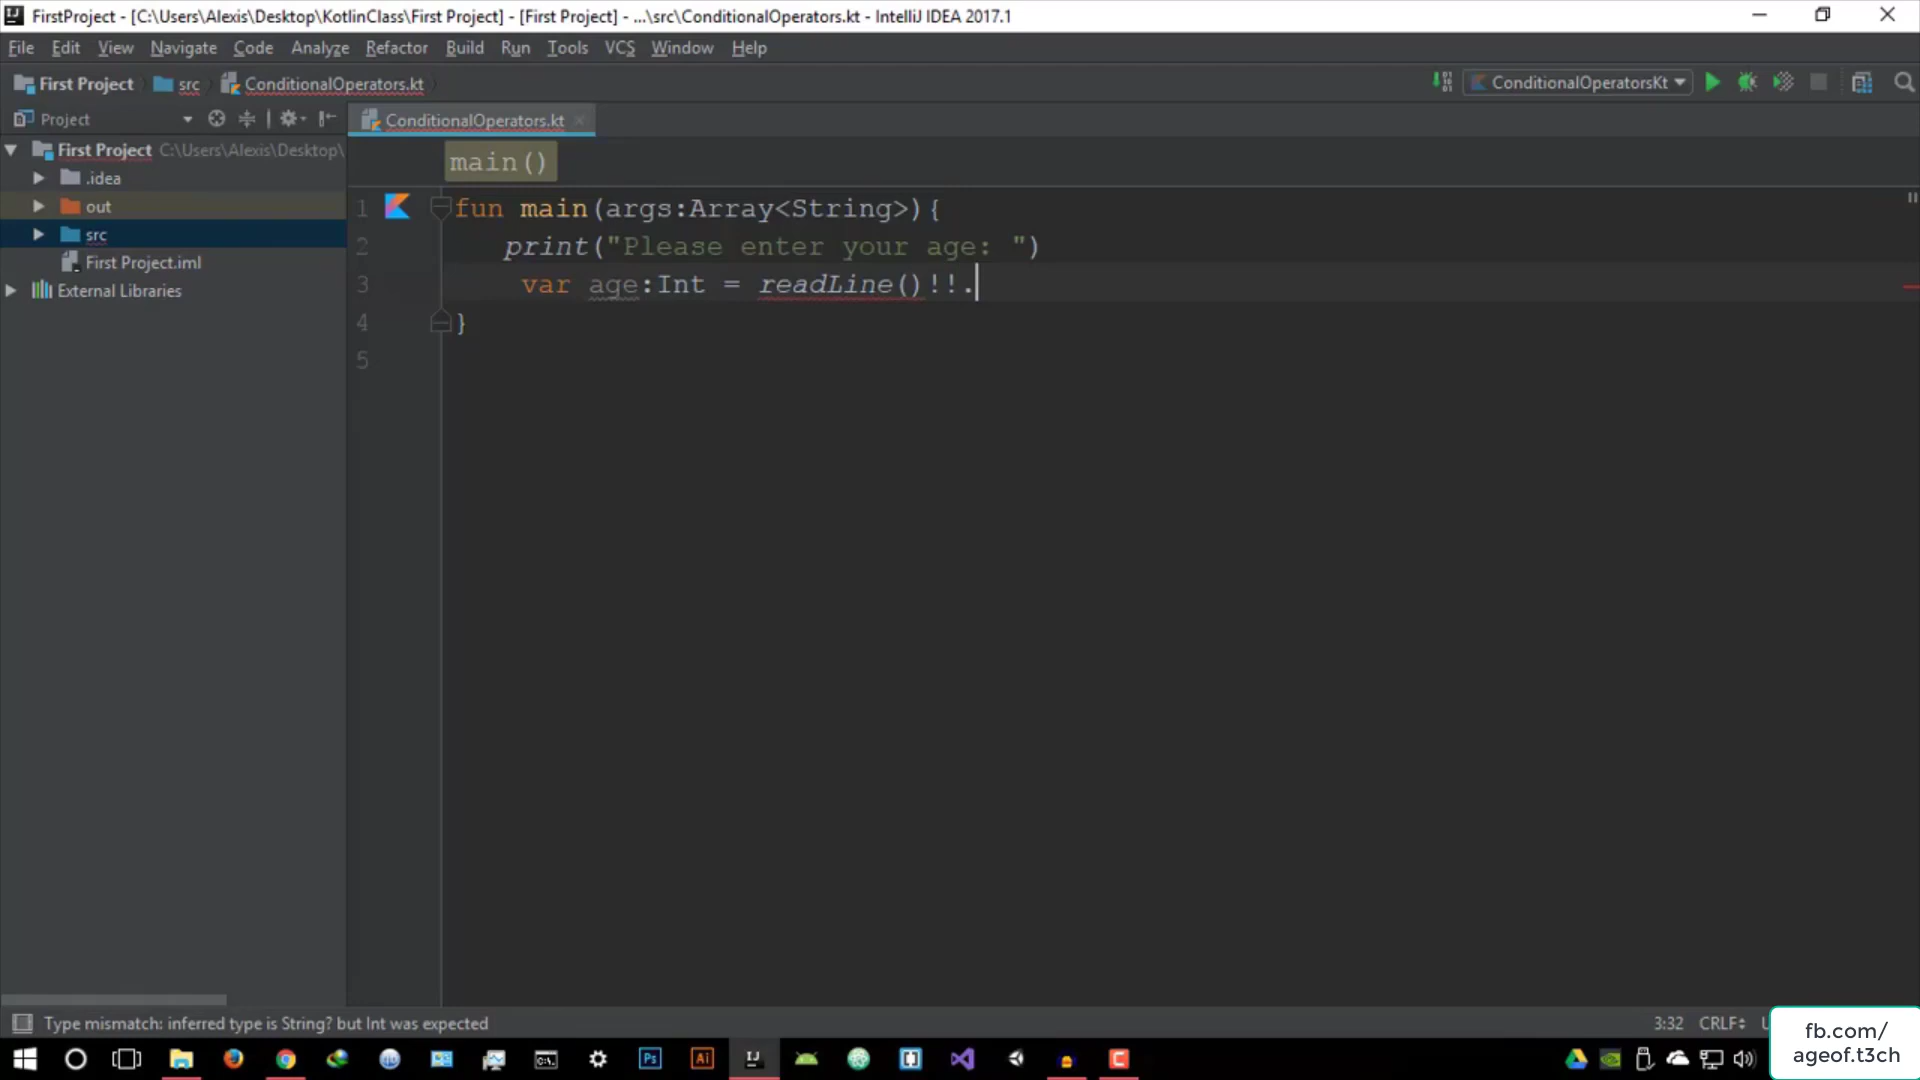 FirstProject - [C:\Users\Alexis\Desktop\KotlinClass\First Project] - [First Project] - ...\src\ConditionalOperators.kt - IntelliJ IDEA 2017.1
File Edit View Navigate Code Analyze Refactor Build Run Tools VCS Window Help
First Project src ConditionalOperators.kt ConditionalOperatorsKt
Project ConditionalOperators.kt
First Project C:\Users\Alexis\Desktop\
.idea
out
src
First Project.iml
External Libraries
main()
1 fun main(args:Array<String>){
2 print("Please enter your age: ")
3 var age:Int = readLine()!!.
4 }
5
Type mismatch: inferred type is String? but Int was expected 3:32 CRLF
fb.com/
ageof.t3ch